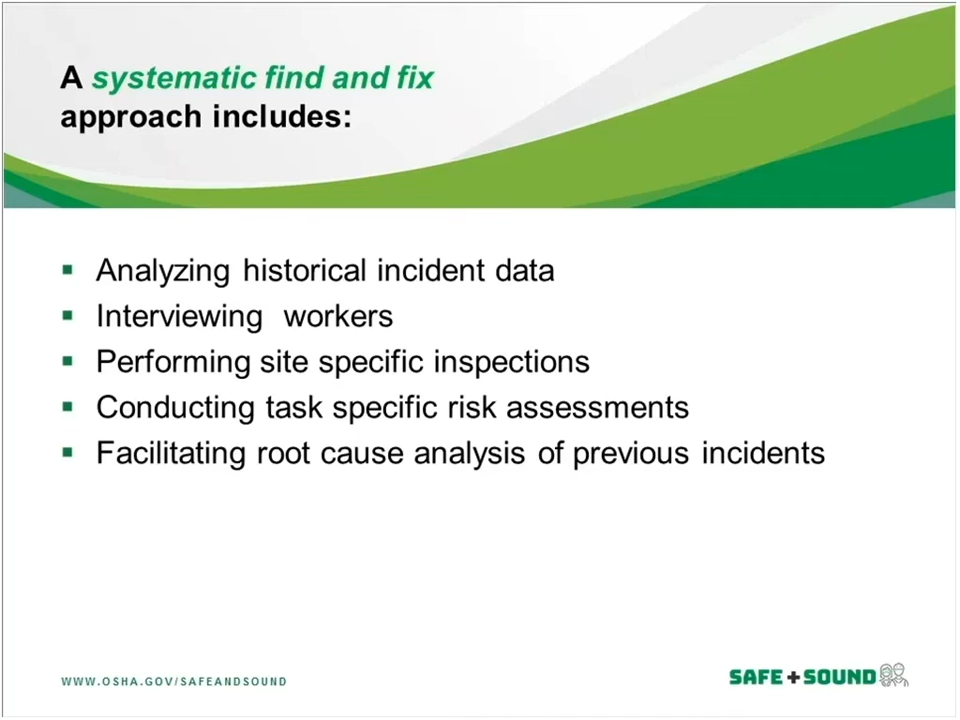 A systematic find and fix
approach includes:
Analyzing historical incident data
Interviewing workers
Performing site specific inspections
Conducting task specific risk assessments
Facilitating root cause analysis of previous incidents
WWW.OSHA.GOV/SAFEANDSOUND
SAFE+SOUND